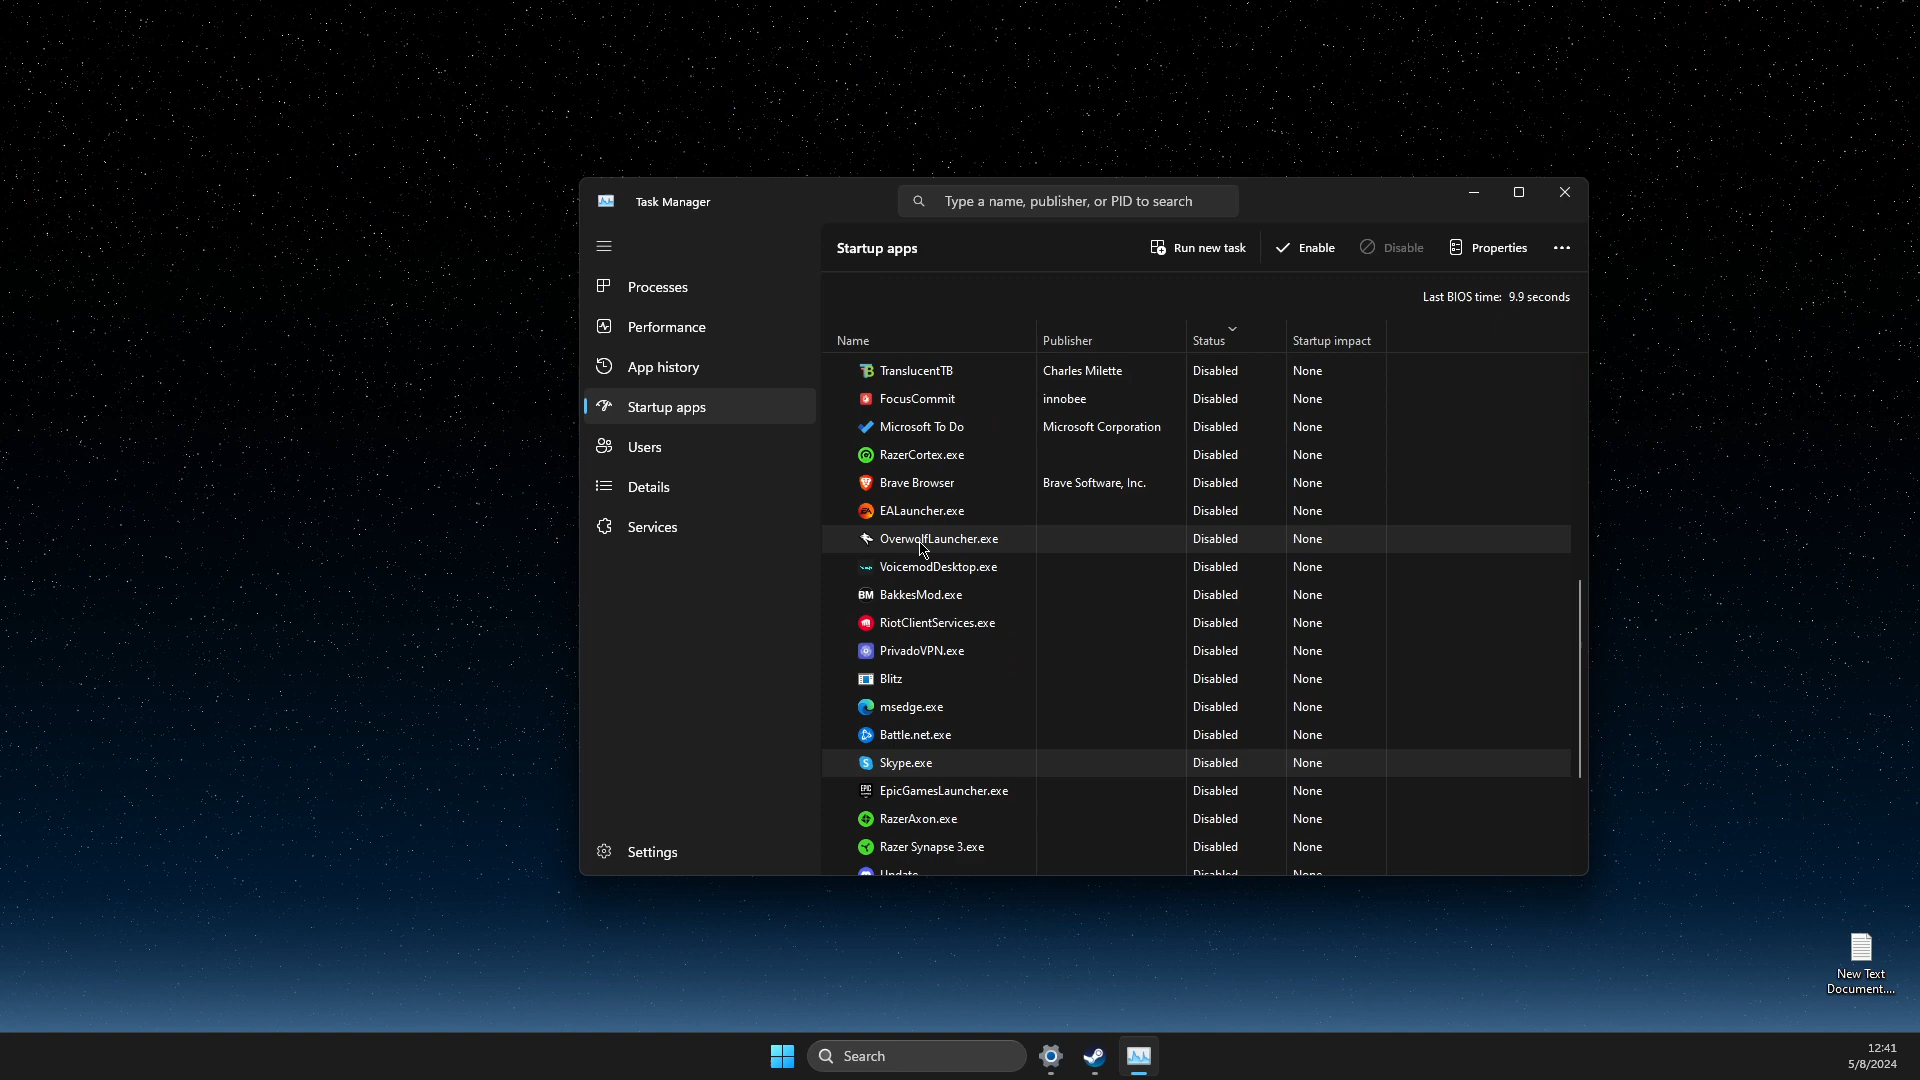 Task Manager
Type a name, publisher, or PID to search
Startup apps
Run new task
Enable
Disable
Properties
Last BIOS time: 9.9 seconds
Processes
Performance
App history
Startup apps
Users
Details
Services
Settings
Name Publisher Status Startup impact
TranslucentTB Charles Milette Disabled None
FocusCommit innobee Disabled None
Microsoft To Do Microsoft Corporation Disabled None
RazerCortex.exe Disabled None
Brave Browser Brave Software, Inc. Disabled None
EALauncher.exe Disabled None
OverwolfLauncher.exe Disabled None
VoicemodDesktop.exe Disabled None
BM BakkesMod.exe Disabled None
RiotClientServices.exe Disabled None
PrivadoVPN.exe Disabled None
Blitz Disabled None
msedge.exe Disabled None
Battle.net.exe Disabled None
Skype.exe Disabled None
EpicGamesLauncher.exe Disabled None
RazerAxon.exe Disabled None
Razer Synapse 3.exe Disabled None
Update Disabled None
New Text
Document....
Search
12:41
5/8/2024